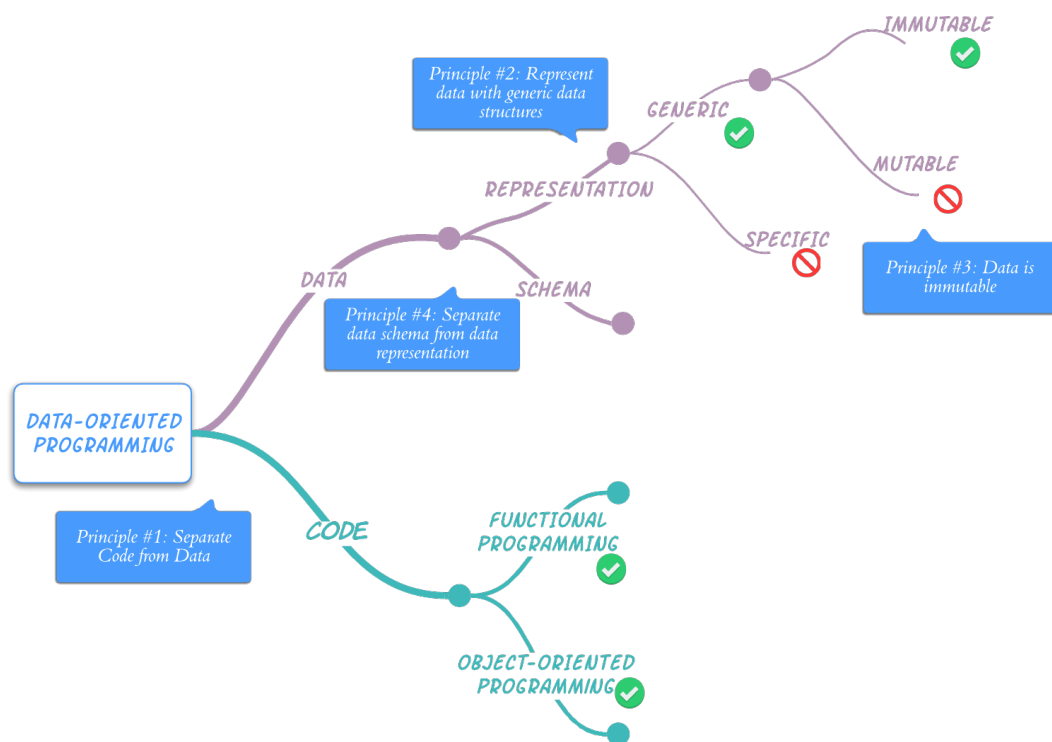 IMMUTABLE
Principle #2: Represent
data with generic data
structures
GENERIC
MUTABLE
REPRESENTATION
SPECIFIC
Principle #3: Data is
immutable
DATA
SCHEMA
Principle #4: Separate
data schema from data
representation
DATA-ORIENTED
PROGRAMMING
Principle #1: Separate
Code from Data
CODE
FUNCTIONAL
PROGRAMMING
OBJECT-ORIENTED
PROGRAMMING